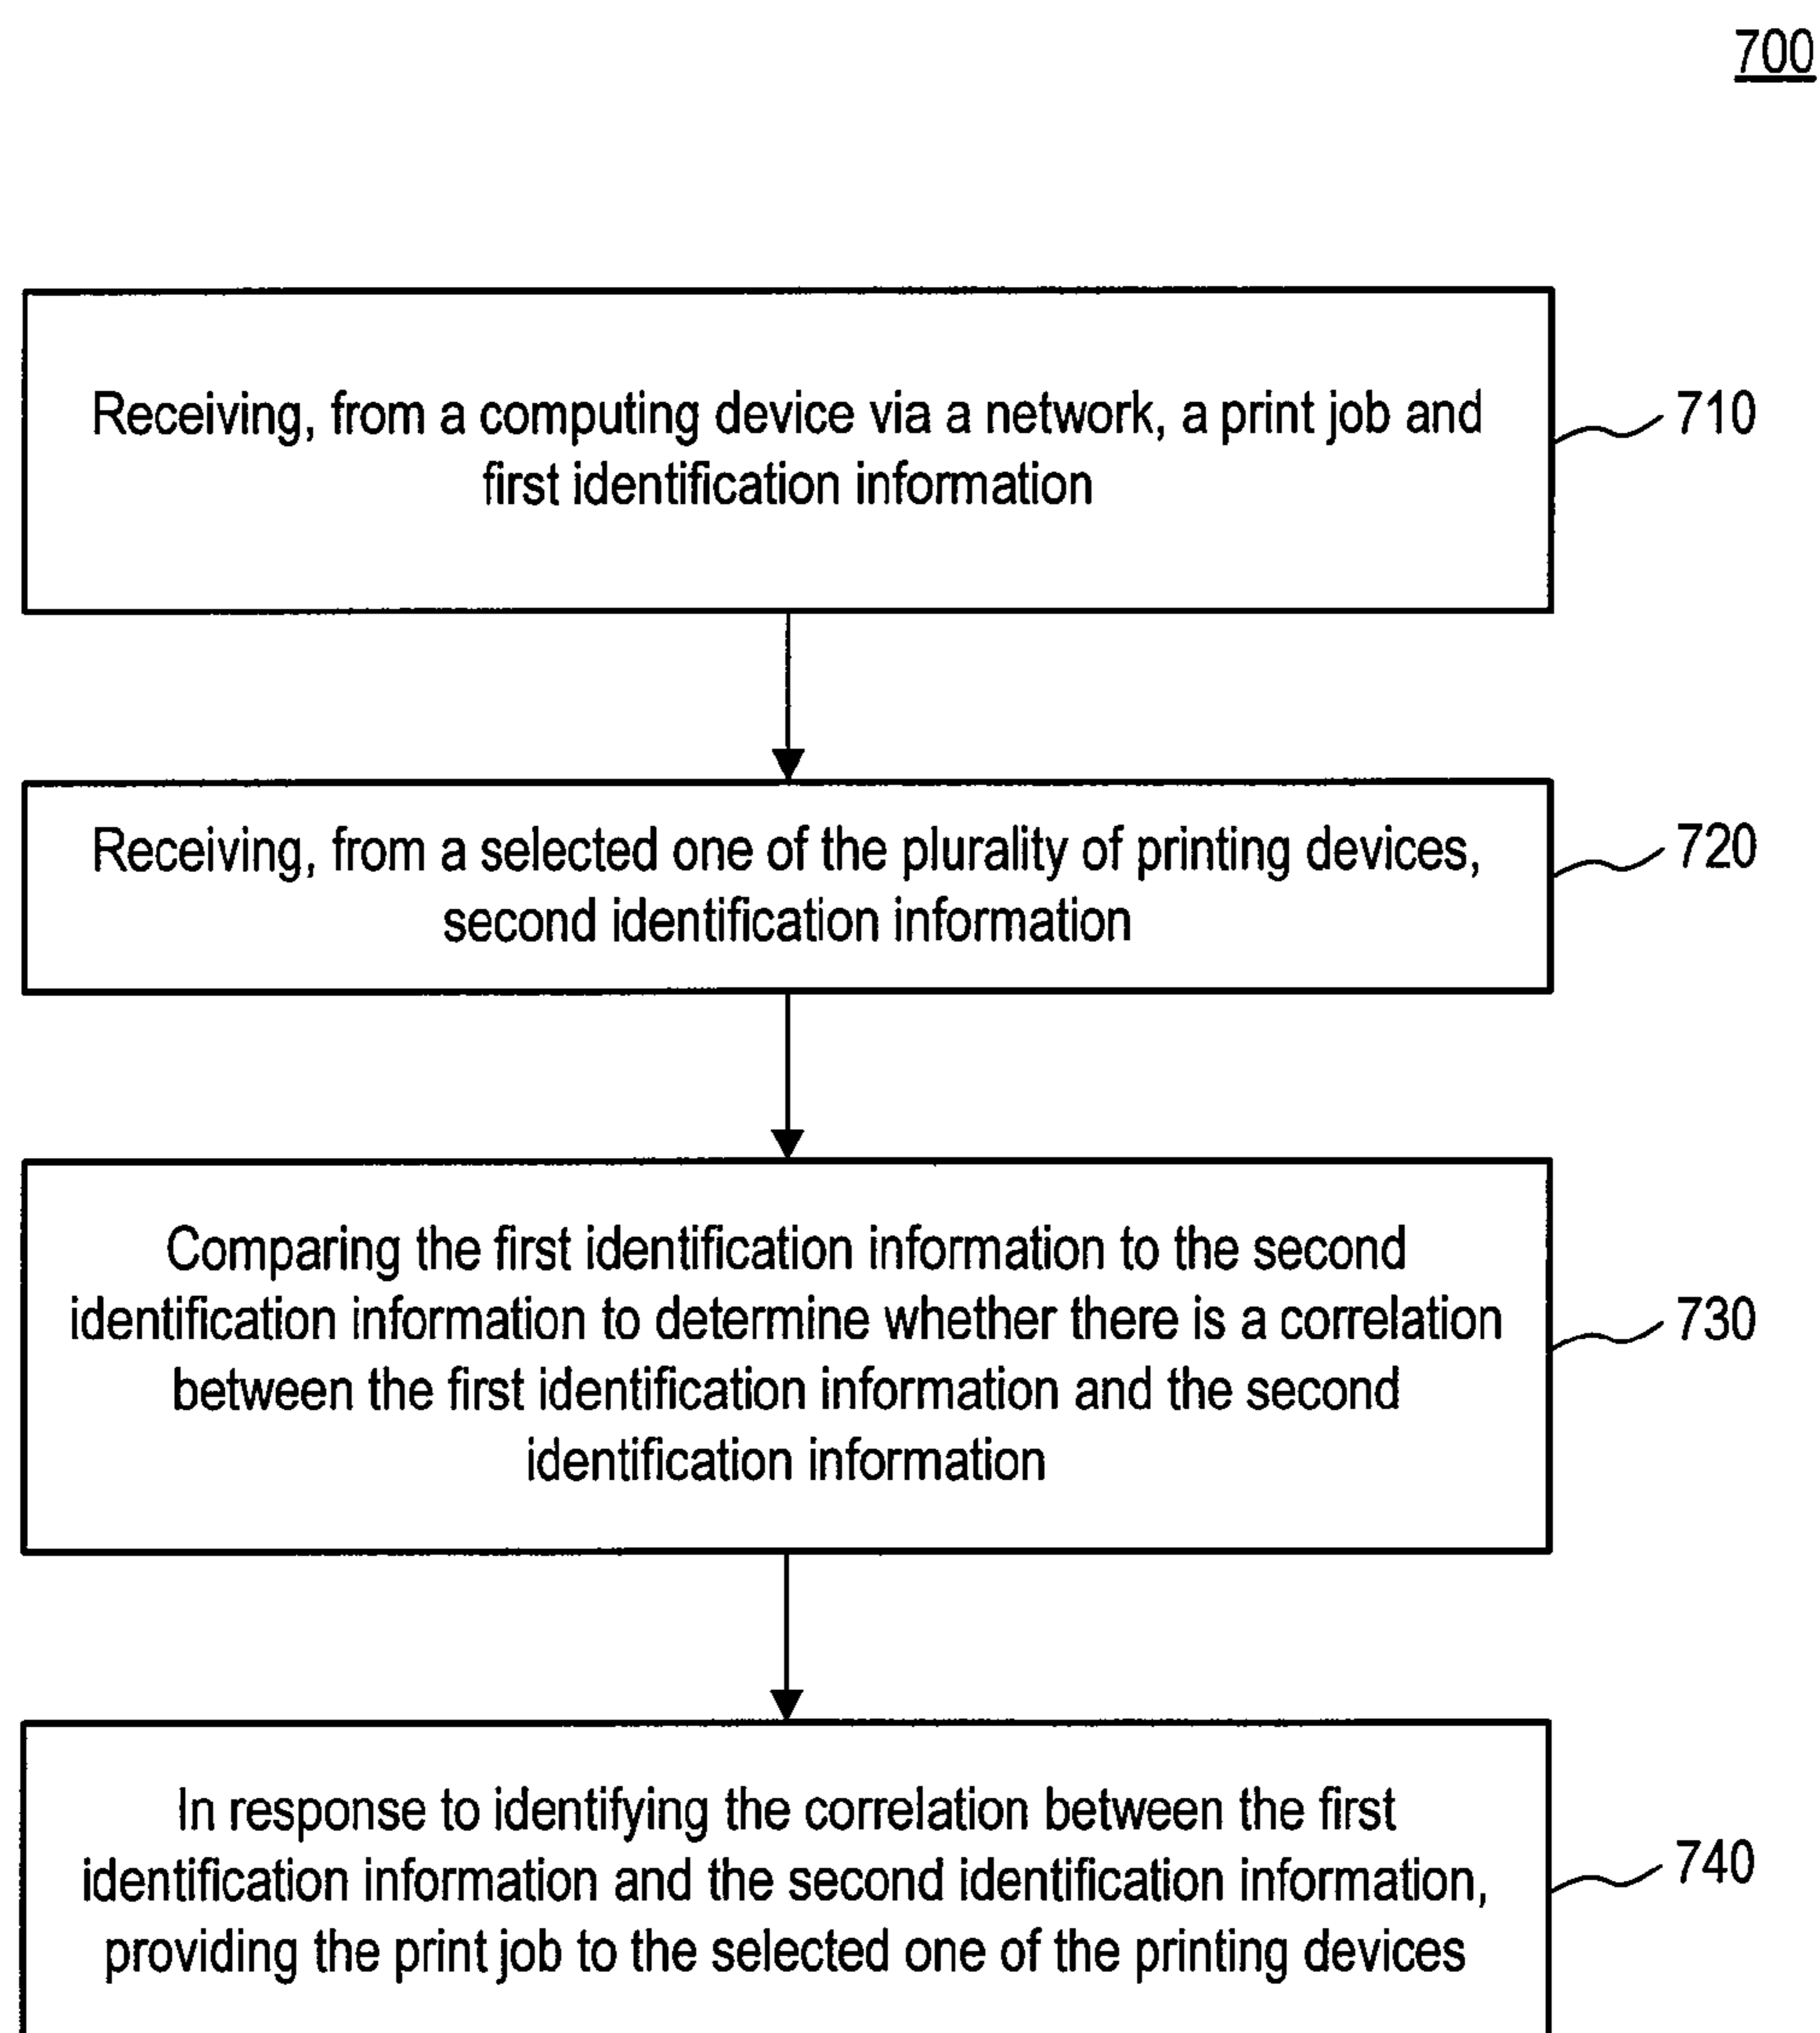 700
Receiving, from a computing device via a network, a print job and
first identification information
710
Receiving, from a selected one of the plurality of printing devices,
second identification information
720
Comparing the first identification information to the second
identification information to determine whether there is a correlation
between the first identification information and the second
identification information
730
In response to identifying the correlation between the first
identification information and the second identification information,
providing the print job to the selected one of the printing devices
740